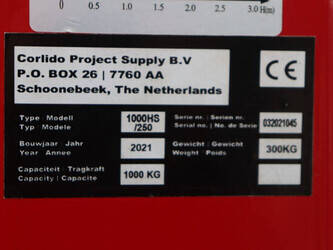 0 0.5 1.0 1.5 2.0 2.5 3.0 H(m)
Corlido Project Supply B.V
P.O. BOX 26 | 7760 AA
Schoonebeek, The Netherlands
CE
Type : Modell 1000HS Serie nr. : Serien nr. 032021045
Typ : Modele /250 Serial no. : No. de Serie
Bouwjaar : Jahr 2021 Gewicht : Gewicht 300KG
Year : Annee Weight : Poids
Capaciteit : Tragkraft 1000 KG
Capacity : Capacite